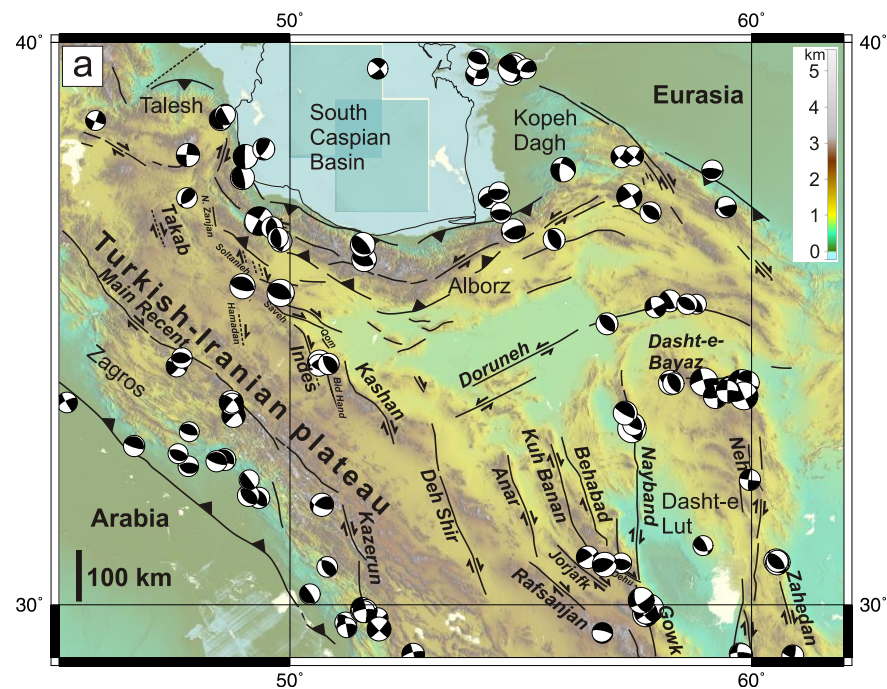 50°
60°
40°
40°
a
km
5
4
3
2
1
0
Talesh
South
Caspian
Basin
Kopeh
Dagh
Eurasia
N. Zanjan
Takab
Soltanieh
Turkish-Iranian plateau
Main Recent
Hamadan
Saveh
Alborz
Qom
Indes
Bid Hand
Kashan
Doruneh
Dasht-e-
Bayaz
Zagros
Deh Shir
Anar
Kuh Banan
Behabad
Nayband
Neh
Dasht-e
Lut
Arabia
Kazerun
100 km
Jorjafk
Rafsanjan
Gowk
Zahedan
30°
30°
50°
60°